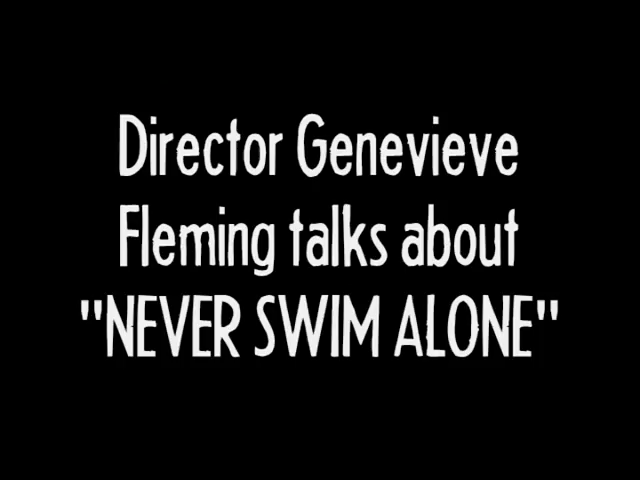 Director Genevieve
Fleming talks about
"NEVER SWIM ALONE"